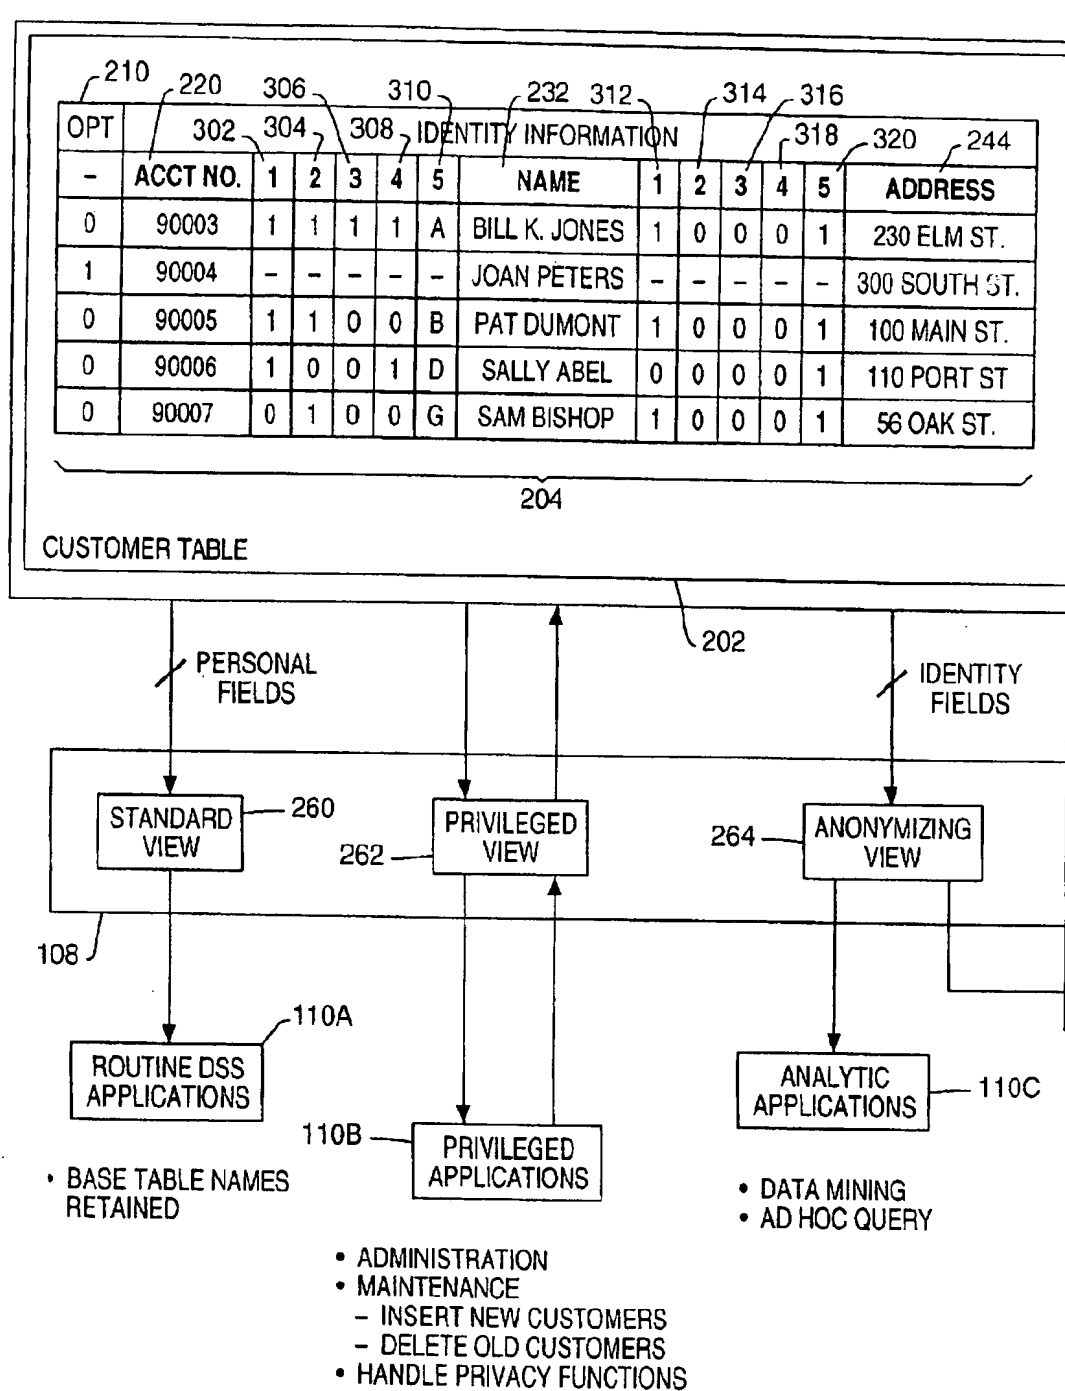 210
220 306 310 232 312 314 316
OPT 302 304 308 IDENTITY INFORMATION 318 320 244
– ACCT NO. 1 2 3 4 5 NAME 1 2 3 4 5 ADDRESS
0 90003 1 1 1 1 A BILL K. JONES 1 0 0 0 1 230 ELM ST.
1 90004 – – – – – JOAN PETERS – – – – – 300 SOUTH ST.
0 90005 1 1 0 0 B PAT DUMONT 1 0 0 0 1 100 MAIN ST.
0 90006 1 0 0 1 D SALLY ABEL 0 0 0 0 1 110 PORT ST
0 90007 0 1 0 0 G SAM BISHOP 1 0 0 0 1 56 OAK ST.
204
CUSTOMER TABLE
202
PERSONAL
FIELDS
IDENTITY
FIELDS
STANDARD
VIEW
260
PRIVILEGED
VIEW
262
ANONYMIZING
VIEW
264
108
110A
ROUTINE DSS
APPLICATIONS
110B
PRIVILEGED
APPLICATIONS
ANALYTIC
APPLICATIONS
110C
• BASE TABLE NAMES
RETAINED
• DATA MINING
• AD HOC QUERY
• ADMINISTRATION
• MAINTENANCE
– INSERT NEW CUSTOMERS
– DELETE OLD CUSTOMERS
• HANDLE PRIVACY FUNCTIONS